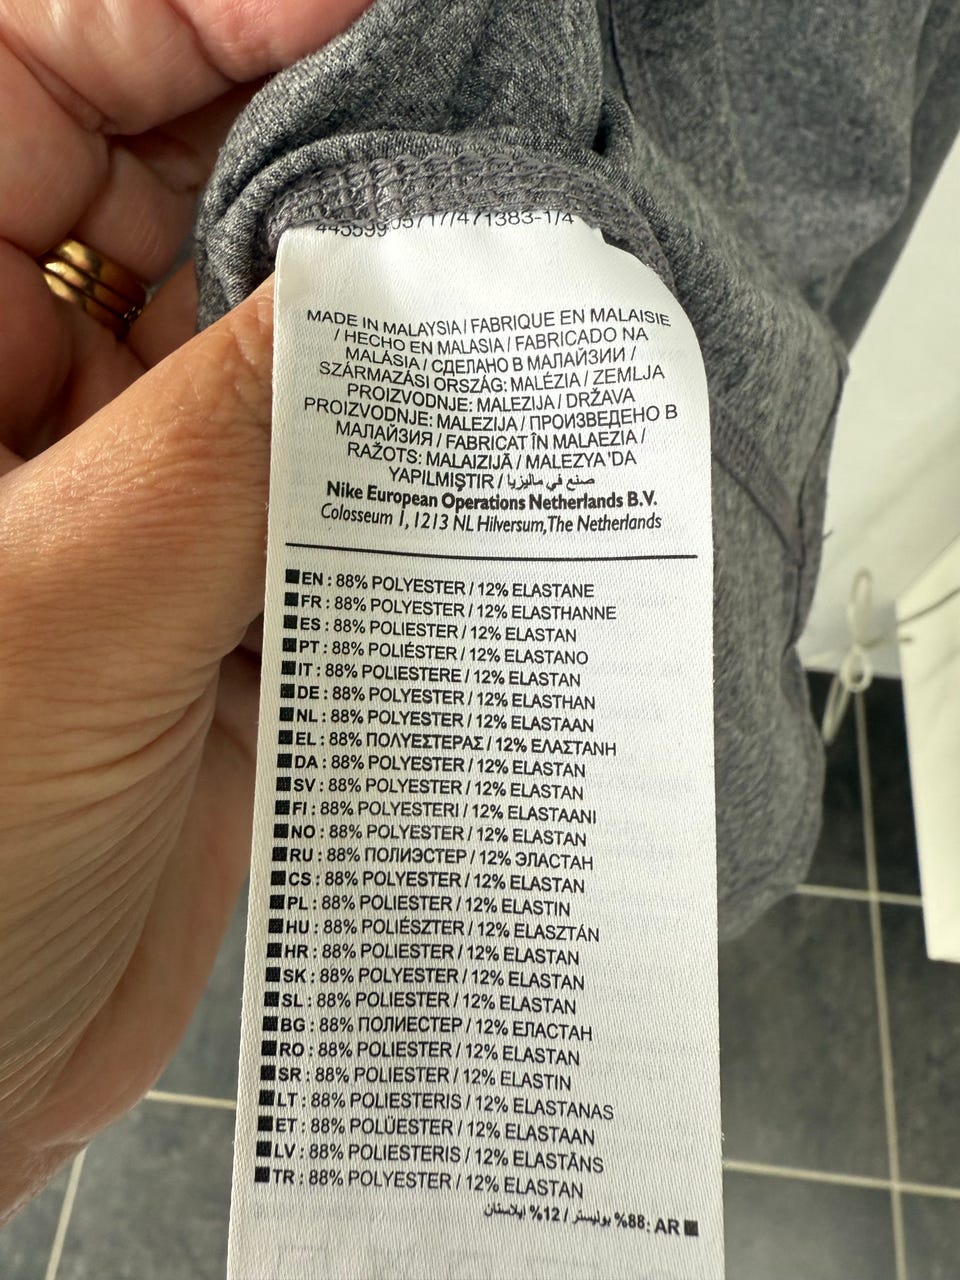 471383-1/4
MADE IN MALAYSIA / FABRIQUE EN MALAISIE
/ HECHO EN MALASIA / FABRICADO NA
MALÁSIA / СДЕЛАНО В МАЛАЙЗИИ /
SZÁRMAZÁSI ORSZÁG: MALÉZIA / ZEMLJA
PROIZVODNJE: MALEZIJA / DRŽAVA
PROIZVODNJE: MALEZIJA / ПРОИЗВЕДЕНО В
МАЛАЙЗИЯ / FABRICAT ÎN MALAEZIA /
RAŽOTS: MALAIZIJĀ / MALEZYA 'DA
YAPILMIŞTIR / صنع في ماليزيا
Nike European Operations Netherlands B.V.
Colosseum 1, 1213 NL Hilversum, The Netherlands
EN : 88% POLYESTER / 12% ELASTANE
FR : 88% POLYESTER / 12% ELASTHANNE
ES : 88% POLIESTER / 12% ELASTAN
PT : 88% POLIÉSTER / 12% ELASTANO
IT : 88% POLIESTERE / 12% ELASTAN
DE : 88% POLYESTER / 12% ELASTHAN
NL : 88% POLYESTER / 12% ELASTAAN
EL : 88% ΠΟΛΥΕΣΤΕΡΑΣ / 12% ΕΛΑΣΤΑΝΗ
DA : 88% POLYESTER / 12% ELASTAN
SV : 88% POLYESTER / 12% ELASTAN
FI : 88% POLYESTERI / 12% ELASTAANI
NO : 88% POLYESTER / 12% ELASTAN
RU : 88% ПОЛИЭСТЕР / 12% ЭЛАСТАН
CS : 88% POLYESTER / 12% ELASTAN
PL : 88% POLIESTER / 12% ELASTIN
HU : 88% POLIÉSZTER / 12% ELASZTÁN
HR : 88% POLIESTER / 12% ELASTAN
SK : 88% POLYESTER / 12% ELASTAN
SL : 88% POLIESTER / 12% ELASTAN
BG : 88% ПОЛИЕСТЕР / 12% ЕЛАСТАН
RO : 88% POLIESTER / 12% ELASTAN
SR : 88% POLIESTER / 12% ELASTIN
LT : 88% POLIESTERIS / 12% ELASTANAS
ET : 88% POLÜESTER / 12% ELASTAAN
LV : 88% POLIESTERIS / 12% ELASTĀNS
TR : 88% POLYESTER / 12% ELASTAN
AR :88% بوليستر / 12% إيلاستان